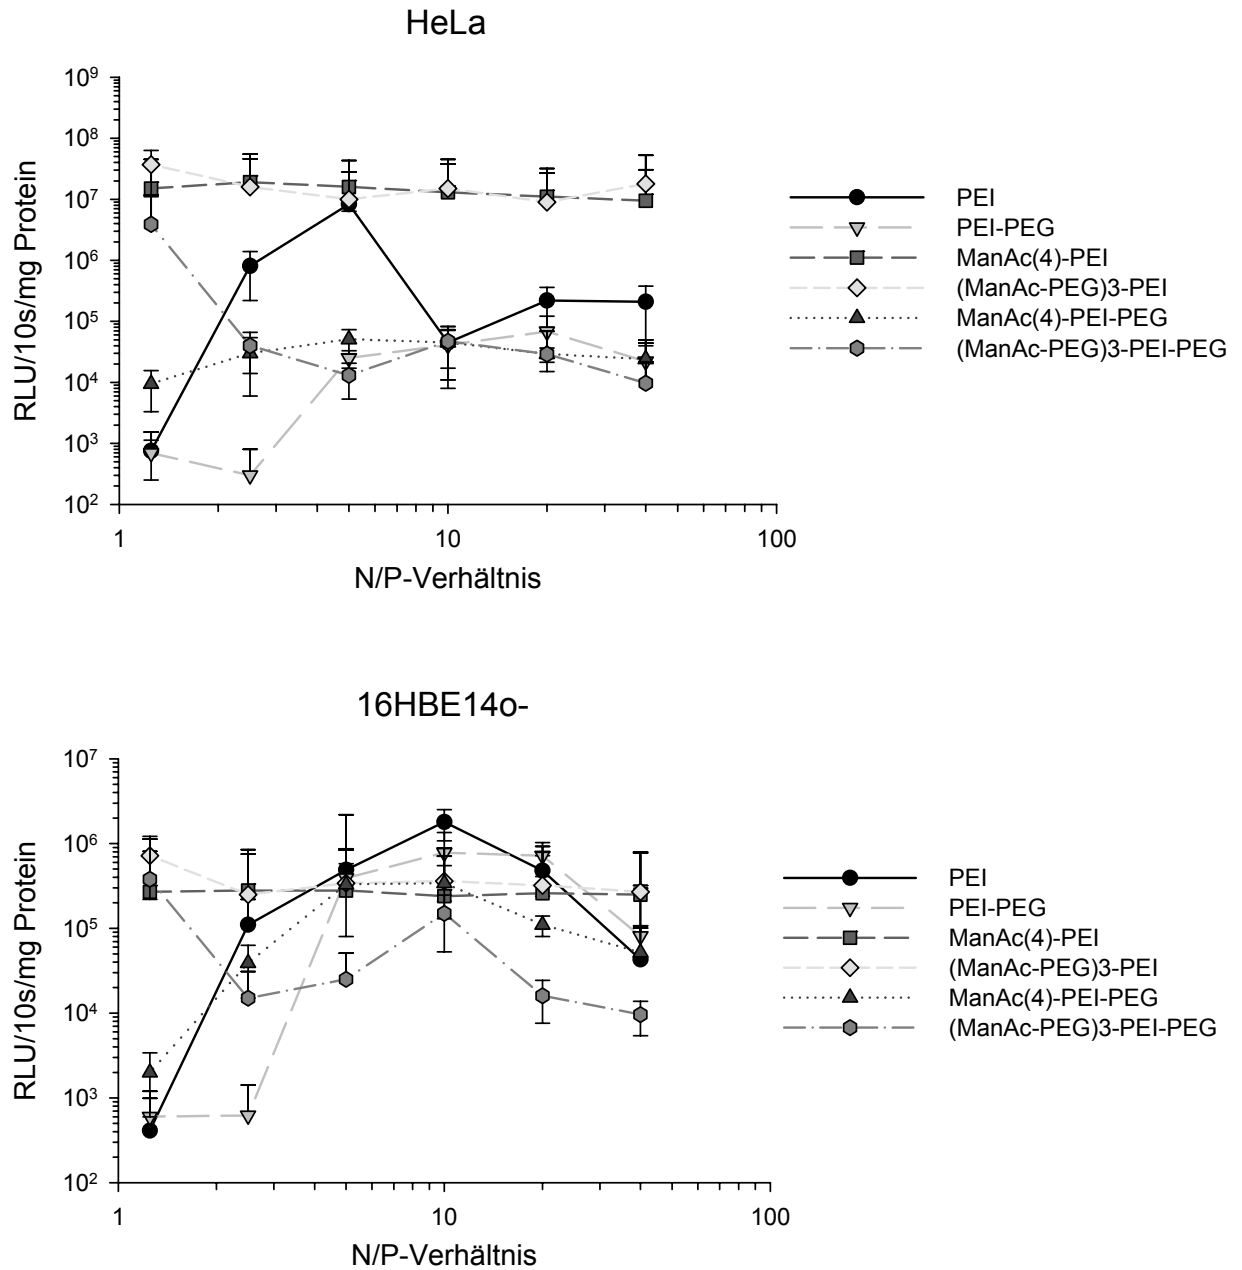 HeLa
10⁹
10⁸
10⁷
10⁶
10⁵
10⁴
10³
10²
RLU/10s/mg Protein
1
10
100
N/P-Verhältnis
PEI
PEI-PEG
ManAc(4)-PEI
(ManAc-PEG)3-PEI
ManAc(4)-PEI-PEG
(ManAc-PEG)3-PEI-PEG
16HBE14o-
10⁷
10⁶
10⁵
10⁴
10³
10²
RLU/10s/mg Protein
1
10
100
N/P-Verhältnis
PEI
PEI-PEG
ManAc(4)-PEI
(ManAc-PEG)3-PEI
ManAc(4)-PEI-PEG
(ManAc-PEG)3-PEI-PEG